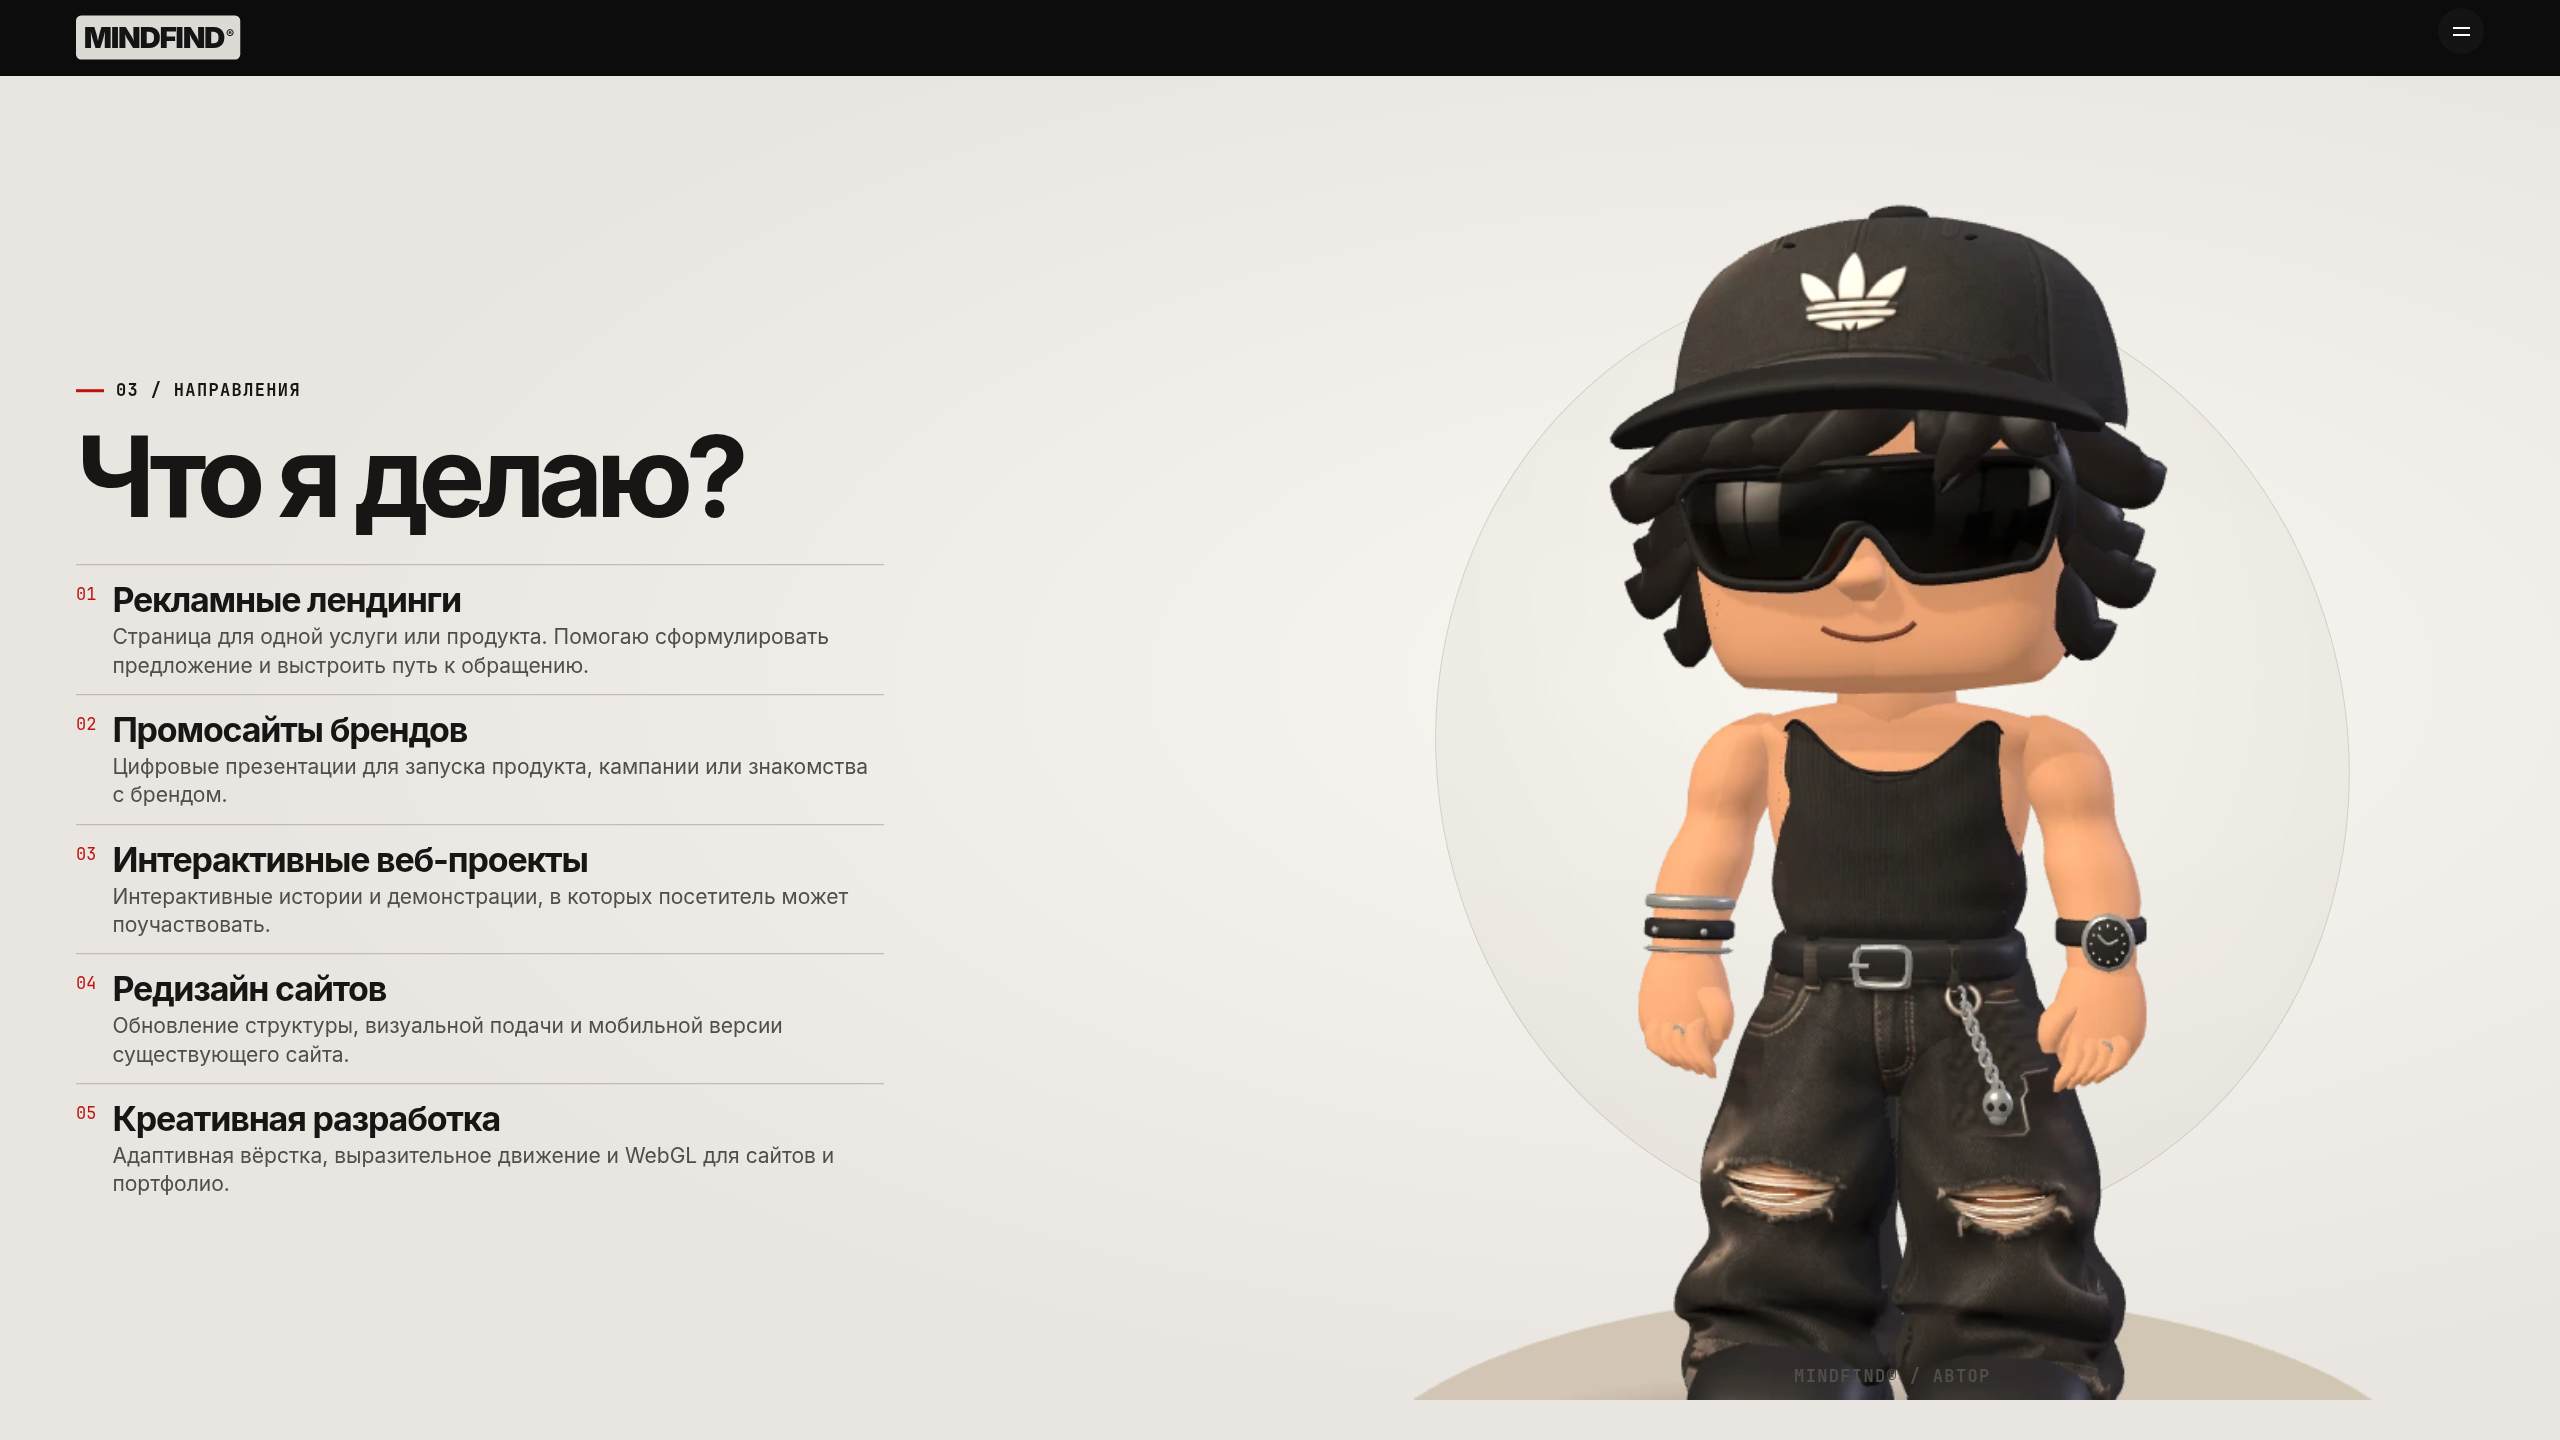 MINDFIND®
03 / НАПРАВЛЕНИЯ
Что я делаю?
01 Рекламные лендинги
Страница для одной услуги или продукта. Помогаю сформулировать
предложение и выстроить путь к обращению.
02 Промосайты брендов
Цифровые презентации для запуска продукта, кампании или знакомства
с брендом.
03 Интерактивные веб-проекты
Интерактивные истории и демонстрации, в которых посетитель может
поучаствовать.
04 Редизайн сайтов
Обновление структуры, визуальной подачи и мобильной версии
существующего сайта.
05 Креативная разработка
Адаптивная вёрстка, выразительное движение и WebGL для сайтов и
портфолио.
MINDFIND® / АВТОР